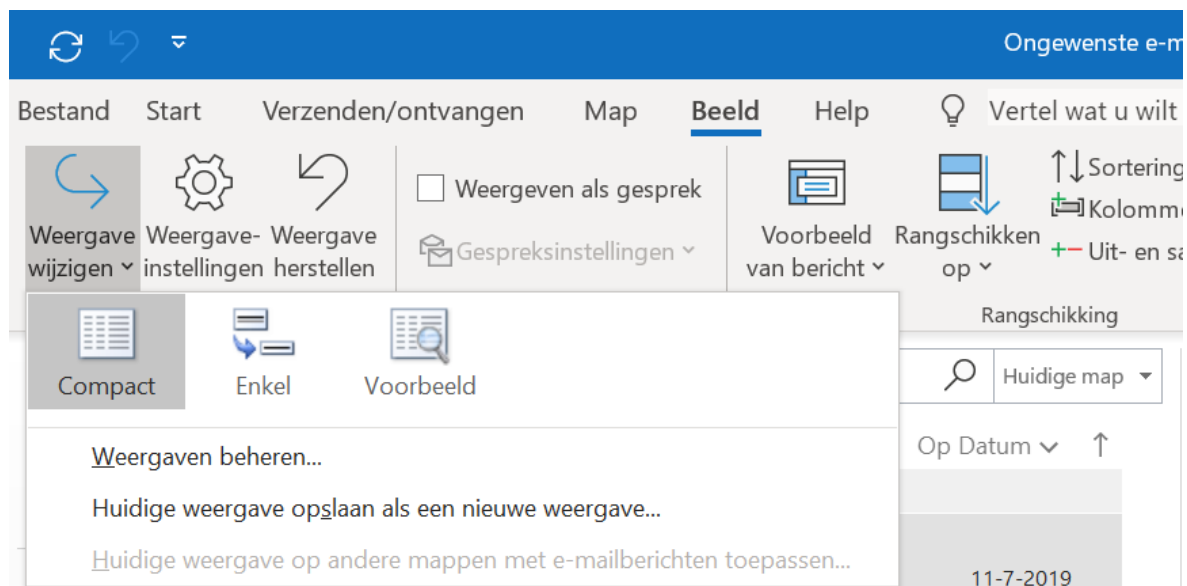 Ongewenste e-m
Bestand Start Verzenden/ontvangen Map Beeld Help Vertel wat u wilt
Weergave wijzigen
Weergave-instellingen
Weergave herstellen
Weergeven als gesprek
Gespreksinstellingen
Voorbeeld van bericht
Rangschikken op
Sortering
Kolomme
Uit- en sa
Rangschikking
Compact Enkel Voorbeeld
Weergaven beheren...
Huidige weergave opslaan als een nieuwe weergave...
Huidige weergave op andere mappen met e-mailberichten toepassen...
Huidige map
Op Datum
11-7-2019